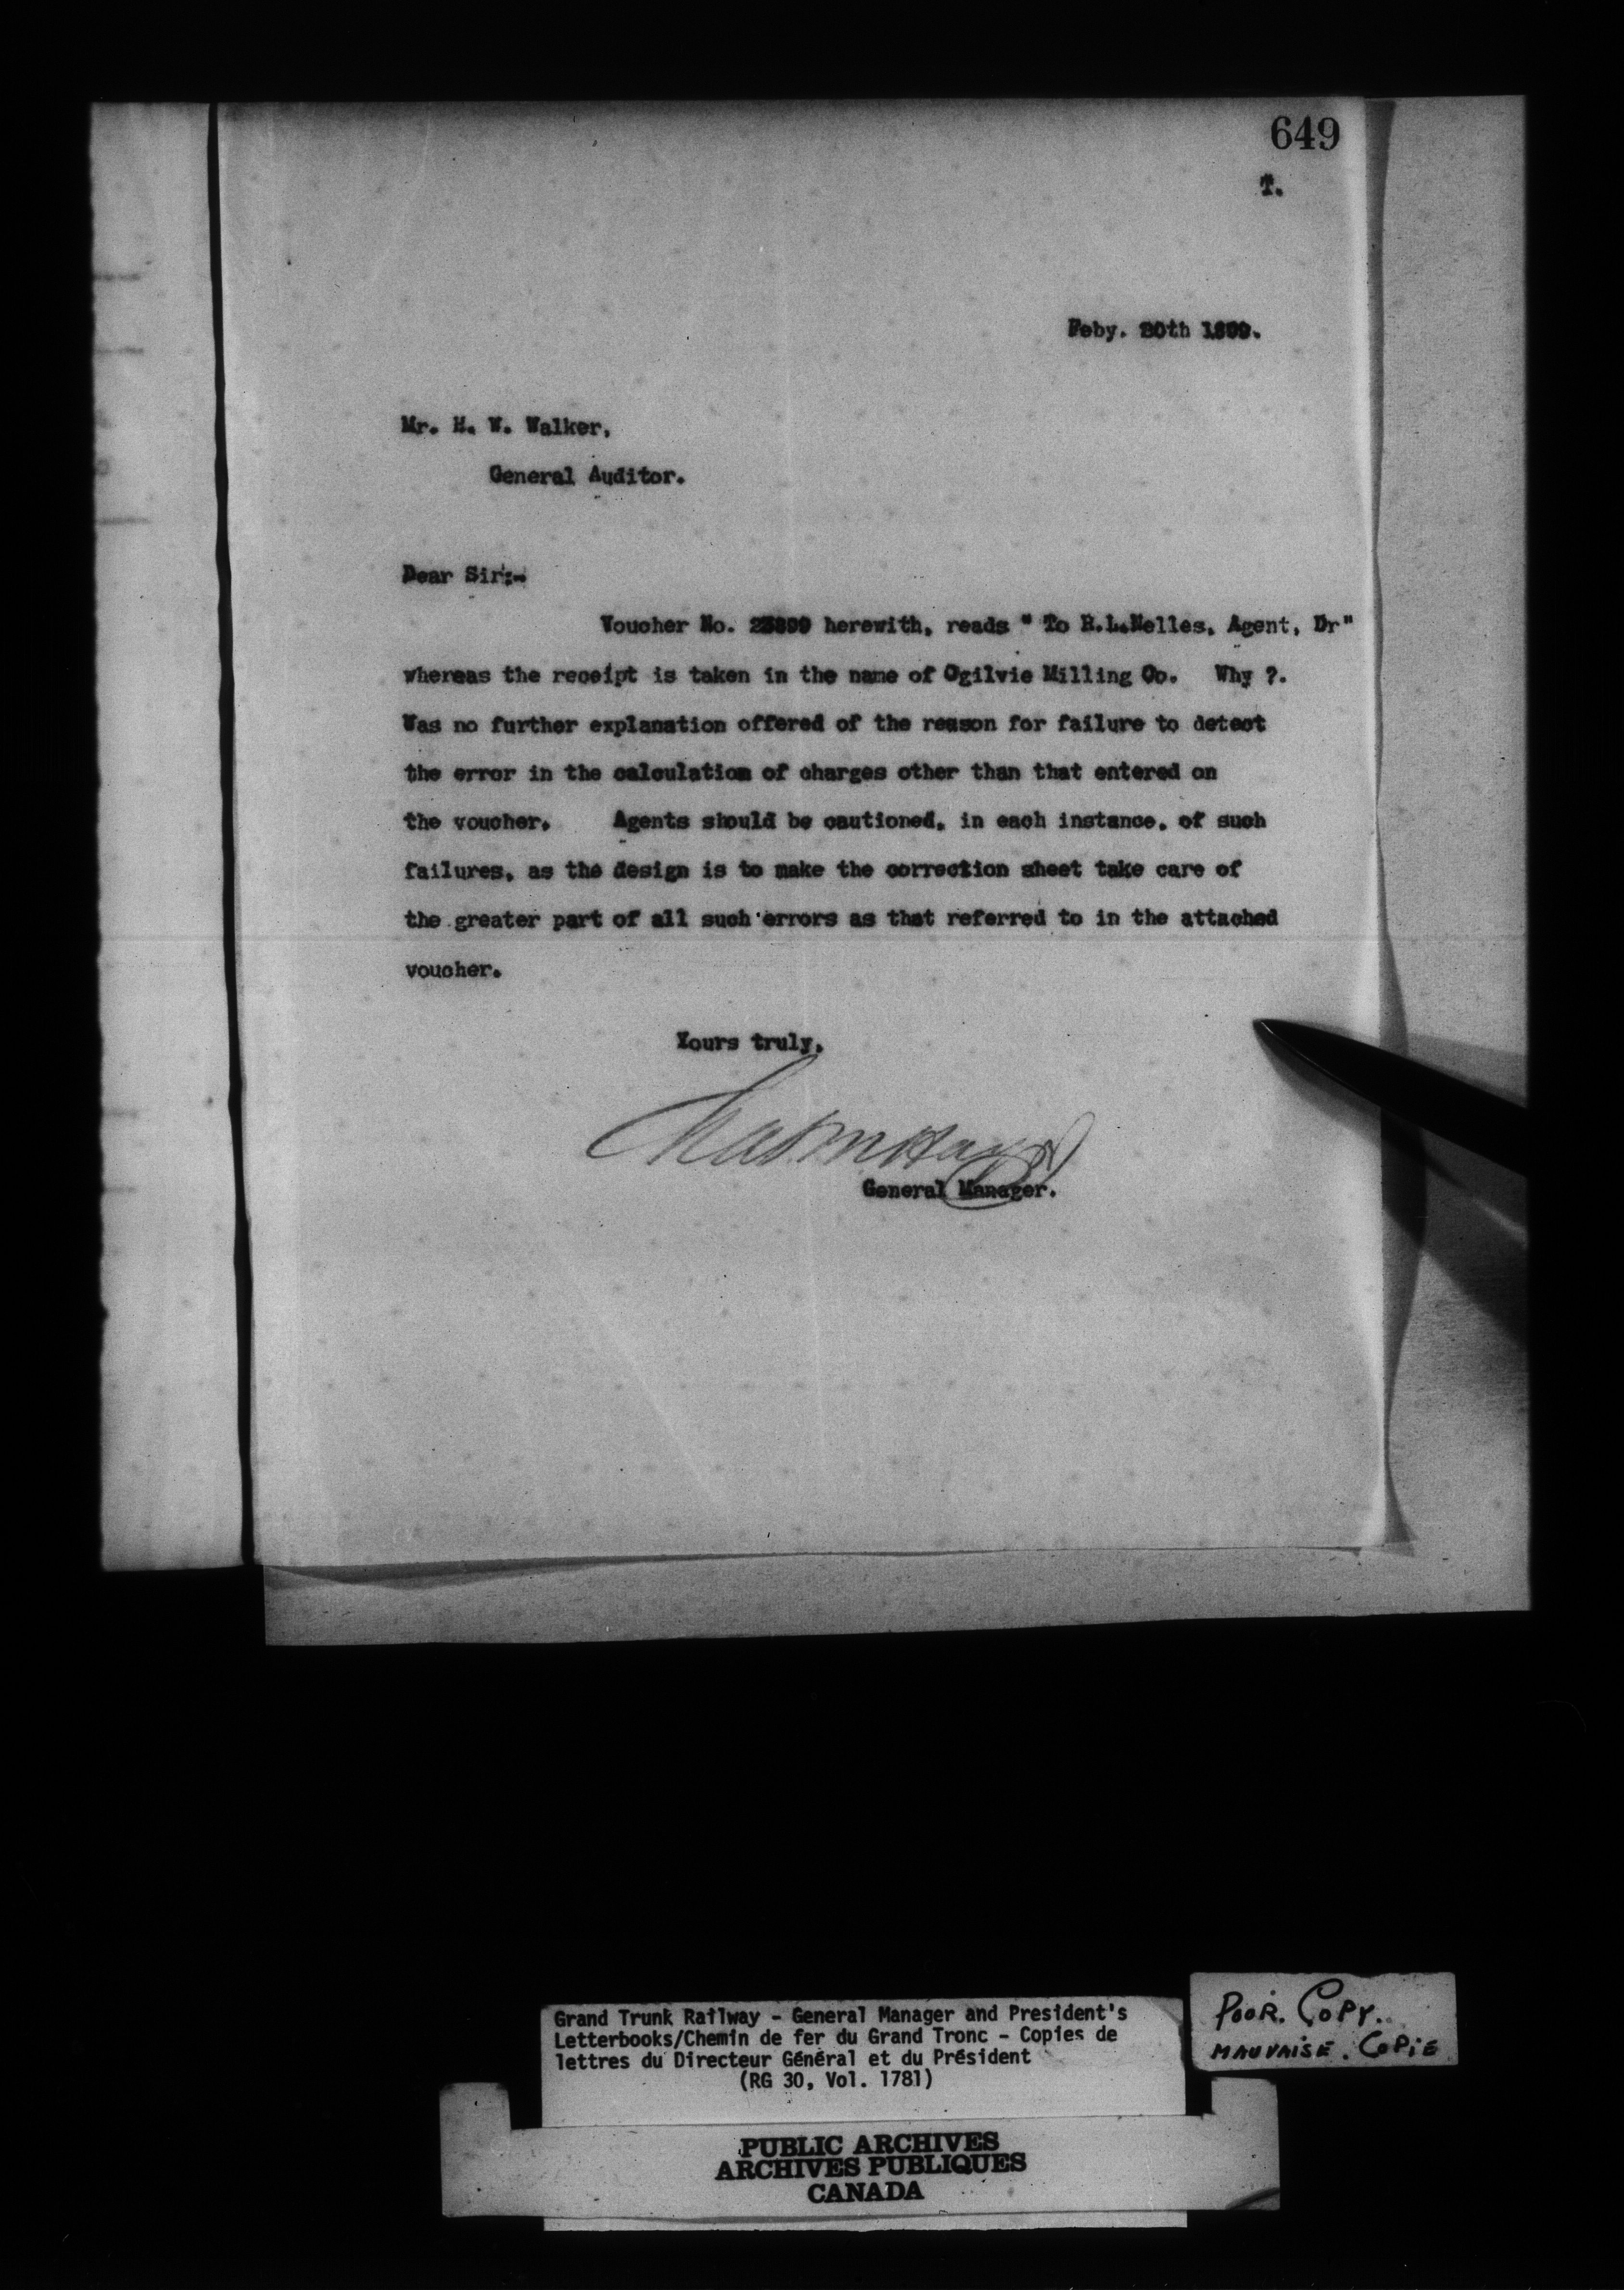 649
T.
Feby. 20th 1899.
Mr. H. W. Walker,
General Auditor.
Dear Sir:-
Voucher No. herewith, reads " To R.L.Nelles, Agent, Dr"
whereas the receipt is taken in the name of Ogilvie Milling Co. Why ?.
Was no further explanation offered of the reason for failure to detect
the error in the calculation of charges other than that entered on
the voucher. Agents should be cautioned, in each instance, of such
failures, as the design is to make the correction sheet take care of
the greater part of all such errors as that referred to in the attached
voucher.
Yours truly,
Chas M Hays
General Manager.
Grand Trunk Railway - General Manager and President's
Letterbooks/Chemin de fer du Grand Tronc - Copies de
lettres du Directeur Général et du Président
(RG 30, Vol. 1781)
POOR. COPY.
MAUVAISE. COPIE
PUBLIC ARCHIVES
ARCHIVES PUBLIQUES
CANADA